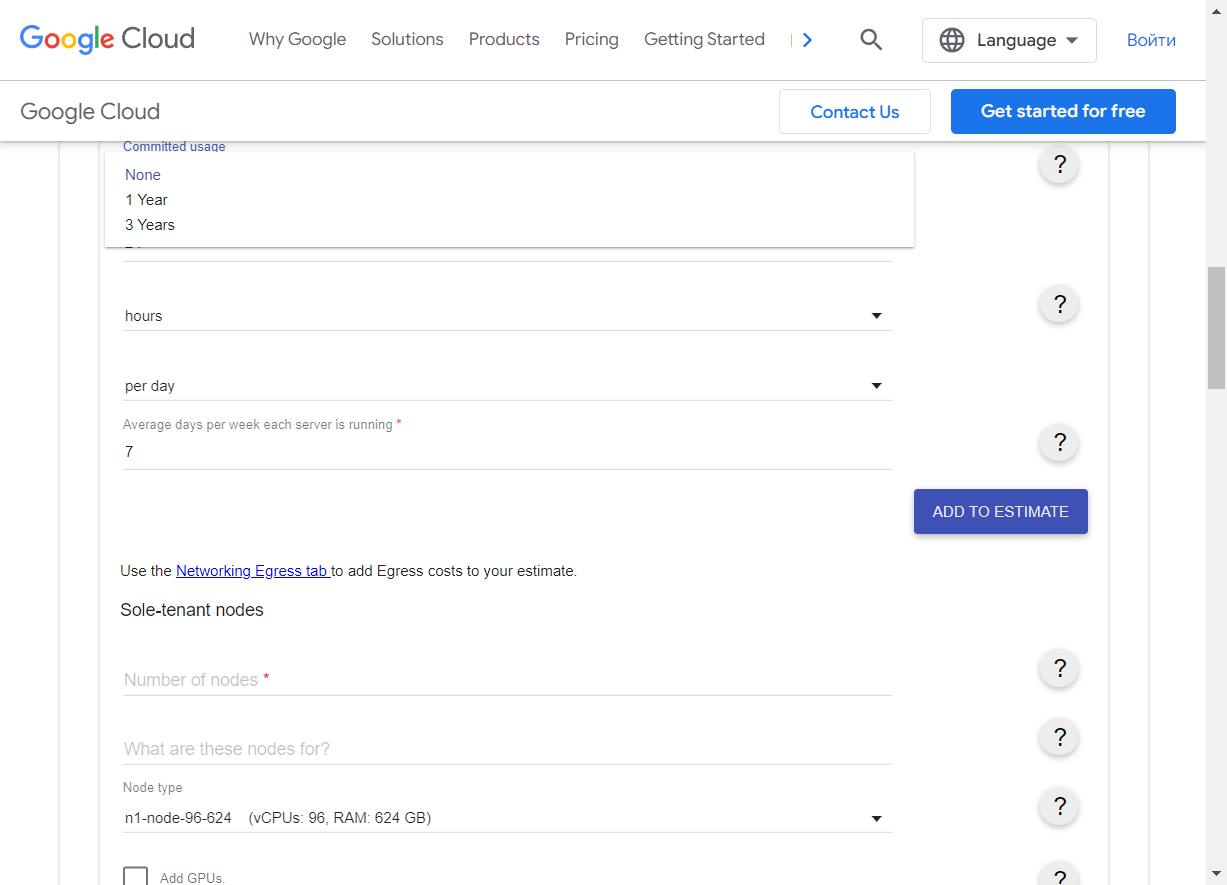 Google Cloud Why Google Solutions Products Pricing Getting Started Language Войти
Google Cloud Contact Us Get started for free
Committed usage
?
None
1 Year
3 Years
hours
?
per day
Average days per week each server is running *
7
?
ADD TO ESTIMATE
Use the Networking Egress tab to add Egress costs to your estimate.
Sole-tenant nodes
Number of nodes *
?
What are these nodes for?
?
Node type
n1-node-96-624 (vCPUs: 96, RAM: 624 GB)
?
Add GPUs.
?